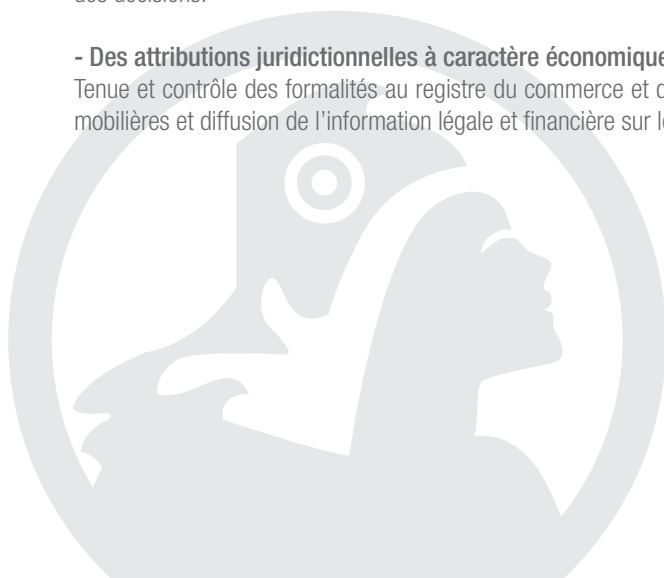 des décisions.
- Des attributions juridictionnelles à caractère économique
Tenue et contrôle des formalités au registre du commerce et
mobilières et diffusion de l'information légale et financière sur